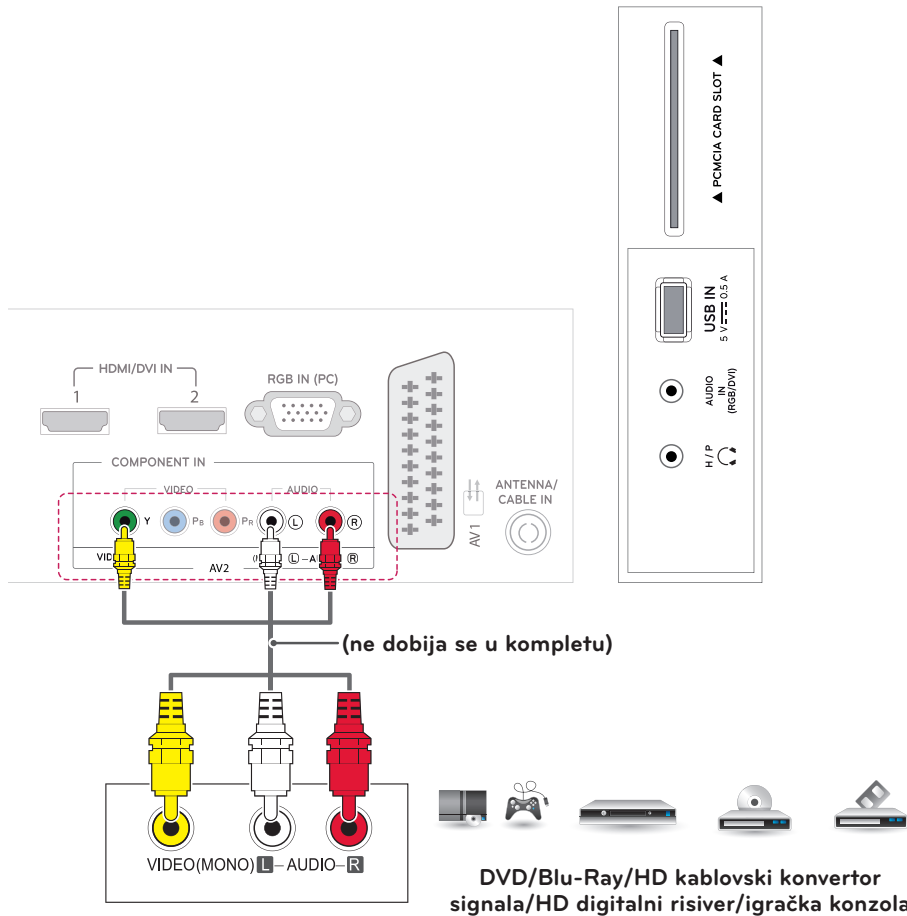 ▲ PCMCIA CARD SLOT ▲
USB IN
5 V 0.5 A
AUDIO
IN
(RGB/DVI)
H / P
HDMI/DVI IN
1 2
RGB IN (PC)
COMPONENT IN
VIDEO AUDIO
Y PB PR L R
AV2
L – R
AV1
ANTENNA/
CABLE IN
(ne dobija se u kompletu)
VIDEO(MONO) L – AUDIO– R
DVD/Blu-Ray/HD kablovski konvertor
signala/HD digitalni risiver/igračka konzola